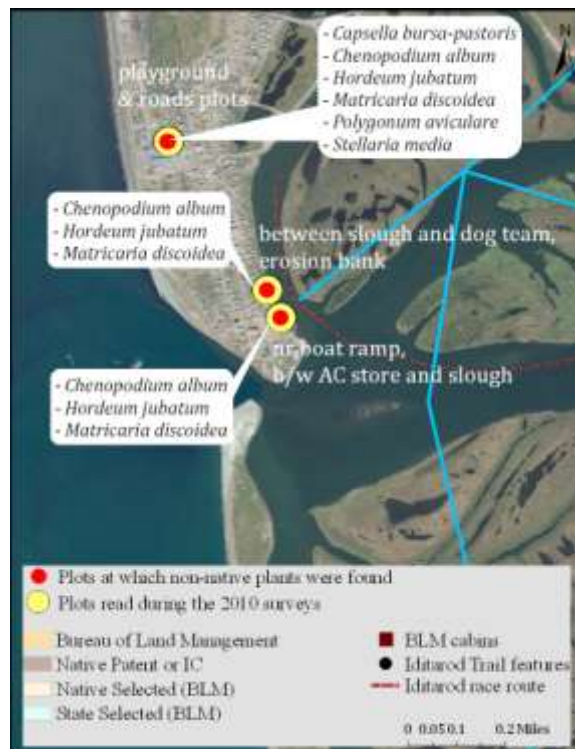 - Capsella bursa-pastoris
- Chenopodium album
- Hordeum jubatum
- Matricaria discoidea
- Polygonum aviculare
- Stellaria media
N
playground
& roads plots
- Chenopodium album
- Hordeum jubatum
- Matricaria discoidea
between slough and dog team,
erosion bank
nr boat ramp,
b/w AC store and slough
- Chenopodium album
- Hordeum jubatum
- Matricaria discoidea
Plots at which non-native plants were found
Plots read during the 2010 surveys
Bureau of Land Management
Native Patent or IC
Native Selected (BLM)
State Selected (BLM)
BLM cabins
Iditarod Trail features
Iditarod race route
0 0.05 0.1 0.2 Miles